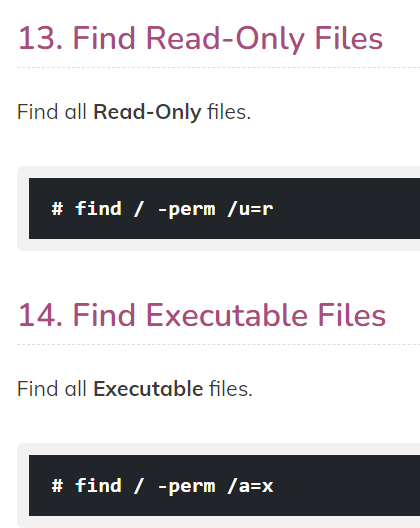 13. Find Read-Only Files
Find all Read-Only files.
# find / -perm /u=r
14. Find Executable Files
Find all Executable files.
# find / -perm /a=x